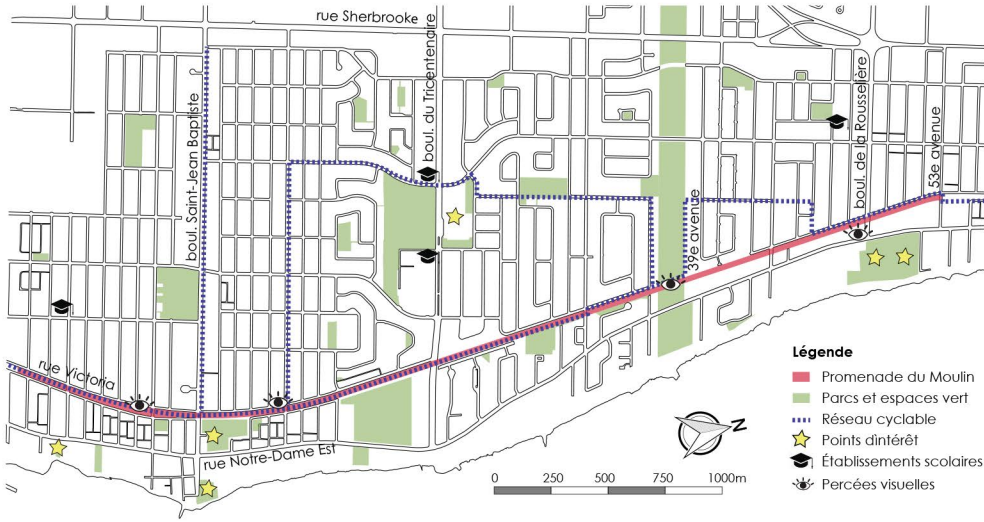 rue Sherbrooke
boul. du Tricentenaire
boul. Saint-Jean Baptiste
boul. de la Rousselière
53e avenue
39e avenue
rue Victoria
rue Notre-Dame Est
N
Légende
Promenade du Moulin
Parcs et espaces vert
Réseau cyclable
Points dintérêt
Établissements scolaires
Percées visuelles
0 250 500 750 1000m